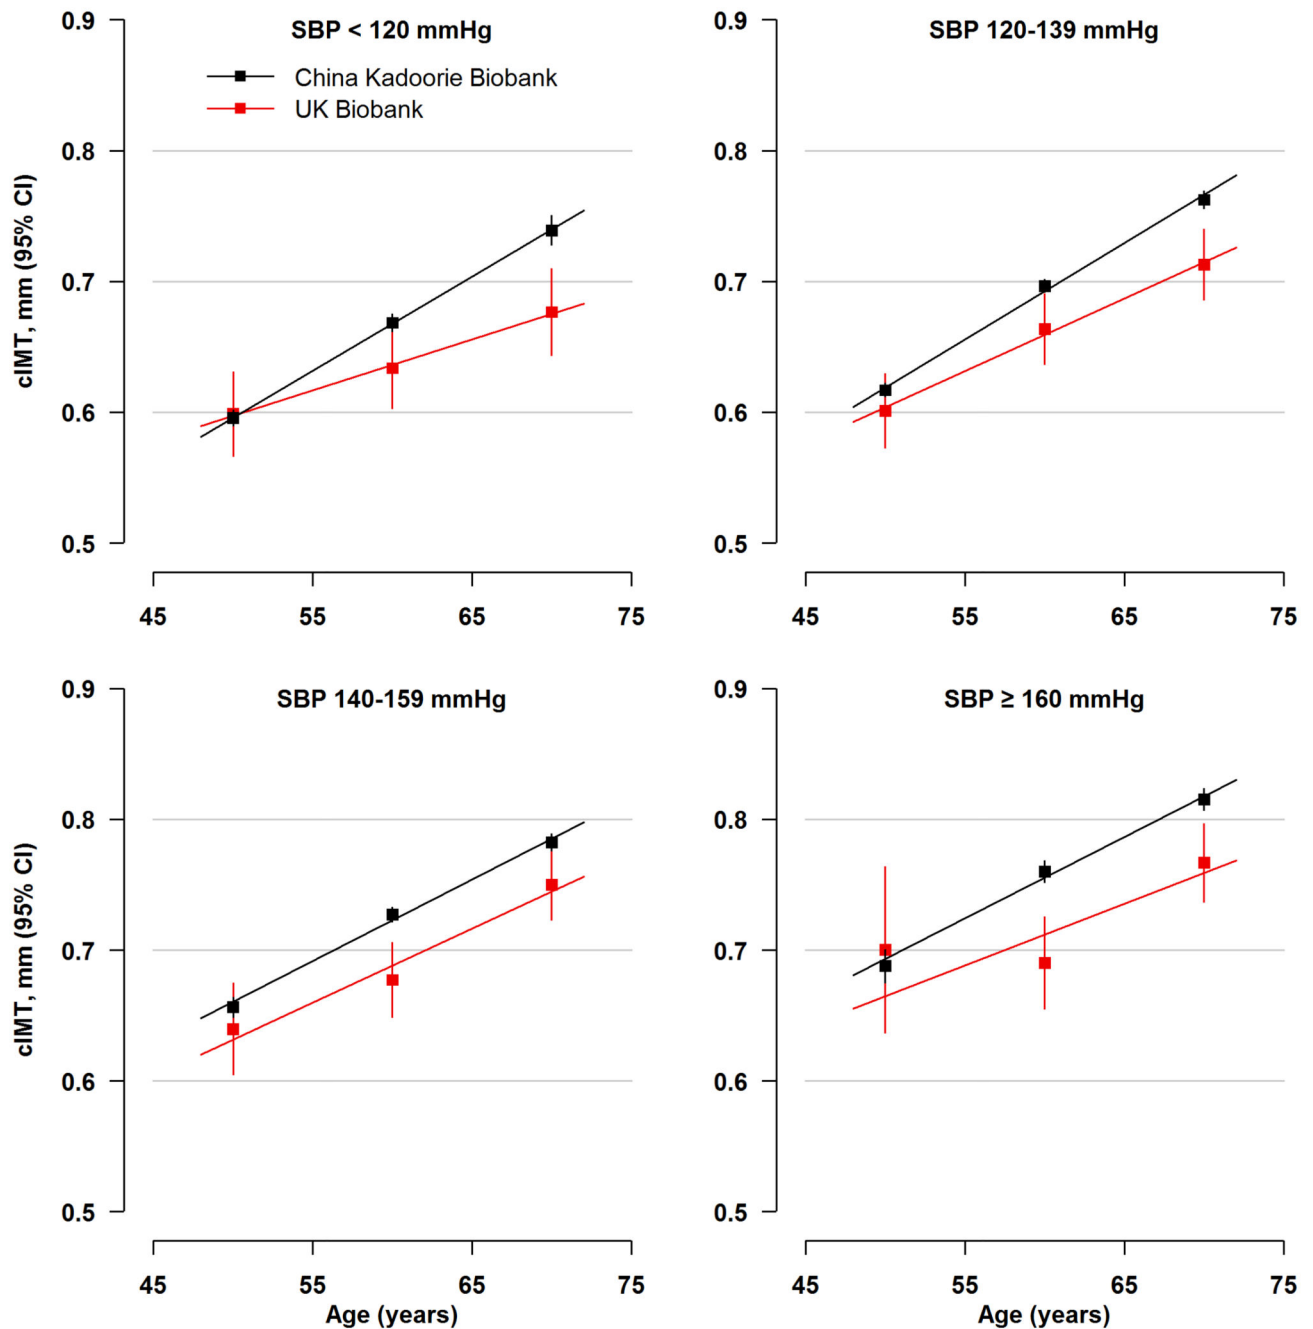 SBP < 120 mmHg
China Kadoorie Biobank
UK Biobank
cIMT, mm (95% CI)
0.9
0.8
0.7
0.6
0.5
45 55 65 75
SBP 120-139 mmHg
0.9
0.8
0.7
0.6
0.5
45 55 65 75
SBP 140-159 mmHg
cIMT, mm (95% CI)
0.9
0.8
0.7
0.6
0.5
45 55 65 75
Age (years)
SBP ≥ 160 mmHg
0.9
0.8
0.7
0.6
0.5
45 55 65 75
Age (years)